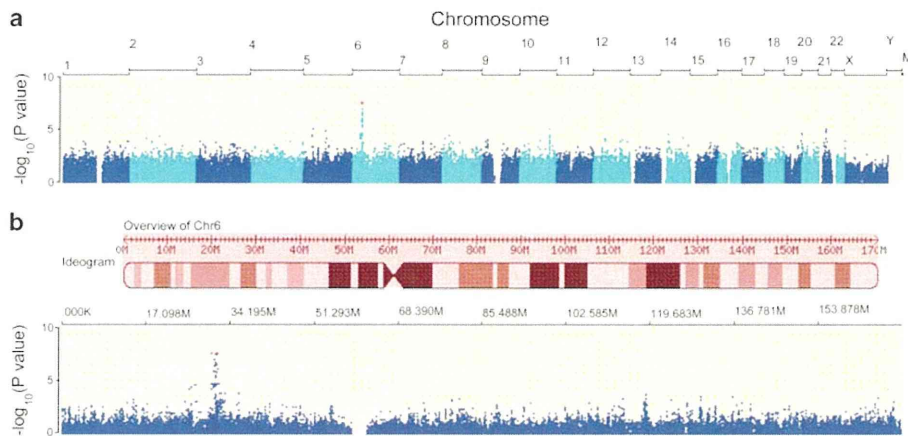 a
Chromosome
2 4 6 8 10 12 14 16 18 20 22 Y
1 3 5 7 9 11 13 15 17 19 21 X M
10
5
0
-log10(P value)
b
Overview of Chr6
0M 10M 20M 30M 40M 50M 60M 70M 80M 90M 100M 110M 120M 130M 140M 150M 160M 170M
Ideogram
000K 17 098M 34 195M 51 293M 68 390M 85 488M 102 585M 119 683M 136 781M 153 878M
10
5
0
-log10(P value)